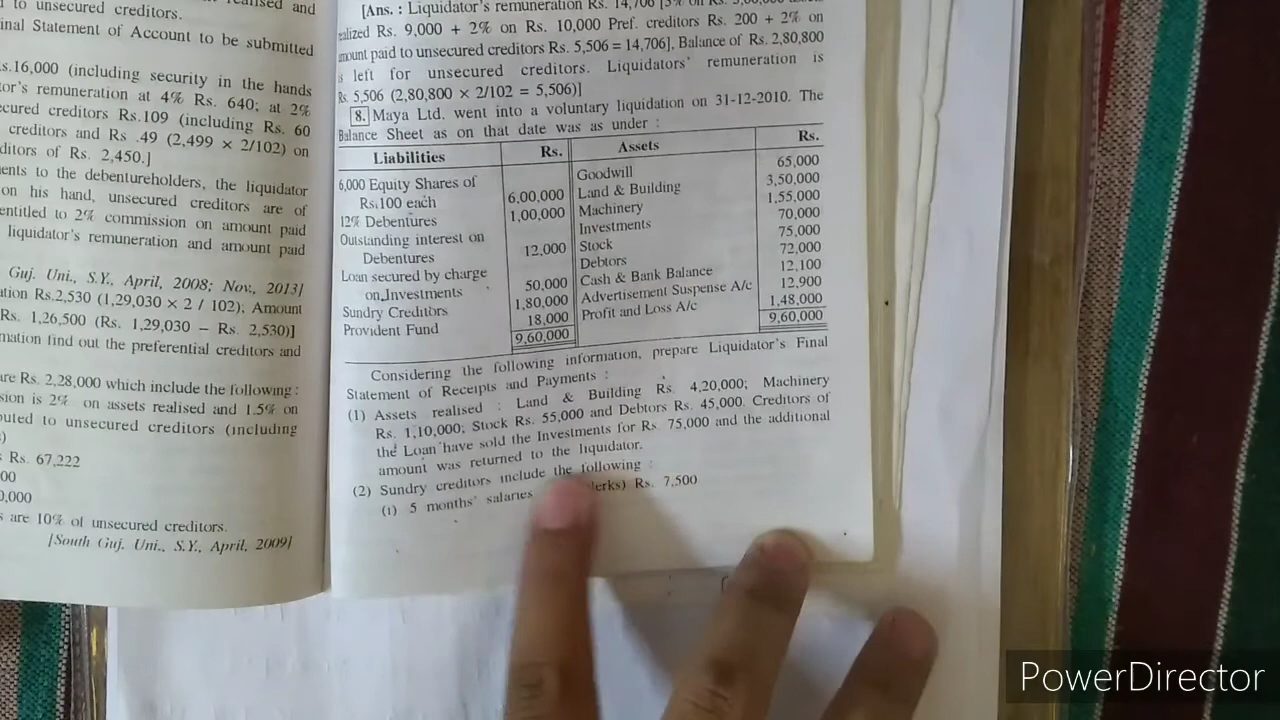 to unsecured creditors.
inal Statement of Account to be submitted
s.16,000 (including security in the hands
tor's remuneration at 4% Rs. 640; at 2%
ecured creditors Rs.109 (including Rs. 60
creditors and Rs .49 (2,499 × 2/102) on
ditors of Rs. 2,450.]
ents to the debentureholders, the liquidator
on his hand, unsecured creditors are of
entitled to 2% commission on amount paid
liquidator's remuneration and amount paid
Guj. Uni., S.Y., April, 2008; Nov., 2013]
ation Rs.2,530 (1,29,030 × 2 / 102), Amount
Rs. 1,26,500 (Rs. 1,29,030 – Rs. 2,530)]
mation find out the preferential creditors and
are Rs. 2,28,000 which include the following :
sion is 2% on assets realised and 1.5% on
outed to unsecured creditors (including
Rs. 67,222
00
0,000
s are 10% of unsecured creditors.
[South Guj. Uni., S.Y., April, 2009]
[Ans. : Liquidator's remuneration Rs. 14,706
ealized Rs. 9,000 + 2% on Rs. 10,000 Pref. creditors Rs. 200 + 2% on
amount paid to unsecured creditors Rs. 5,506 = 14,706], Balance of Rs. 2,80,800
is left for unsecured creditors. Liquidators' remuneration is
Rs. 5,506 (2,80,800 × 2/102 = 5,506)]
8. Maya Ltd. went into a voluntary liquidation on 31-12-2010. The
Balance Sheet as on that date was as under :
Liabilities Rs. Assets Rs.
6,000 Equity Shares of Goodwill 65,000
Rs.100 each 6,00,000 Land & Building 3,50,000
12% Debentures 1,00,000 Machinery 1,55,000
Outstanding interest on Investments 70,000
Debentures 12,000 Stock 75,000
Loan secured by charge Debtors 72,000
on Investments 50,000 Cash & Bank Balance 12,100
Sundry Creditors 1,80,000 Advertisement Suspense A/c 12,900
Provident Fund 18,000 Profit and Loss A/c 1,48,000
9,60,000 9,60,000
Considering the following information, prepare Liquidator's Final
Statement of Receipts and Payments :
(1) Assets realised : Land & Building Rs. 4,20,000; Machinery
Rs. 1,10,000; Stock Rs. 55,000 and Debtors Rs. 45,000. Creditors of
the Loan have sold the Investments for Rs. 75,000 and the additional
amount was returned to the liquidator.
(2) Sundry creditors include the following :
(i) 5 months' salaries lerks) Rs. 7,500
PowerDirector